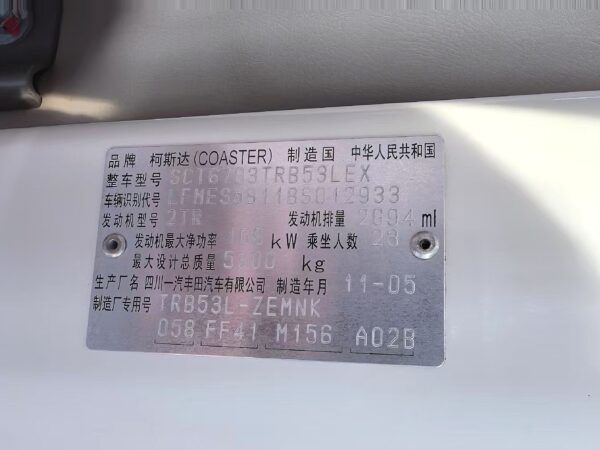 品牌 柯斯达(COASTER) 制造国 中华人民共和国
整车型号 SCT6703TRB53LEX
车辆识别代号
发动机型号 2TR 发动机排量 2694 ml
发动机最大净功率 kW 乘坐人数 23
最大设计总质量 kg
生产厂名 四川一汽丰田汽车有限公司 制造年月 11-05
制造厂专用号 TRB53L-ZEMNK
058 FF41 M156 A02B